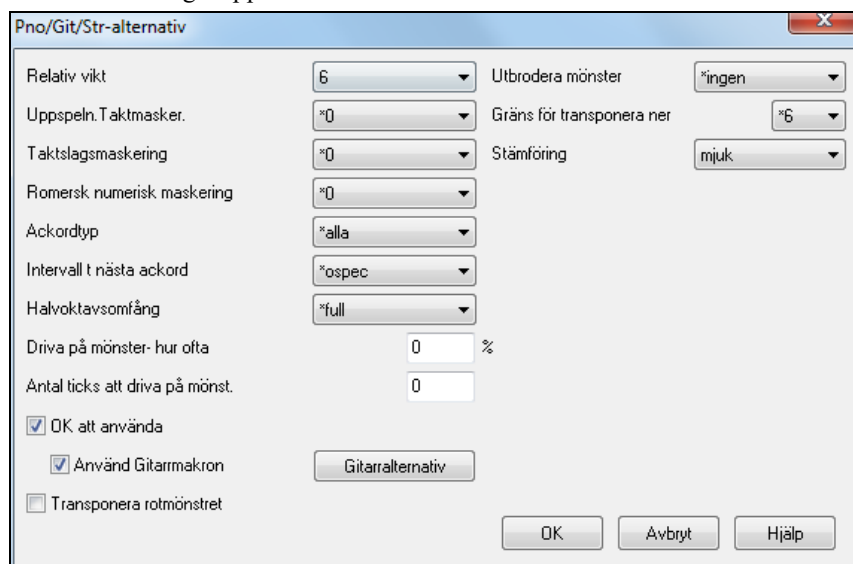 Pno/Git/Str-alternativ
Relativ vikt 6 Utbrodera mönster *ingen
Uppspeln.Taktmasker. *0 Gräns för transponera ner *6
Taktslagsmaskering *0 Stämföring mjuk
Romersk numerisk maskering *0
Ackordtyp *alla
Intervall t nästa ackord *ospec
Halvoktavsomfång *full
Driva på mönster- hur ofta 0 %
Antal ticks att driva på mönst. 0
OK att använda
Använd Gitarrmakron Gitarralternativ
Transponera rotmönstret
OK Avbryt Hjälp